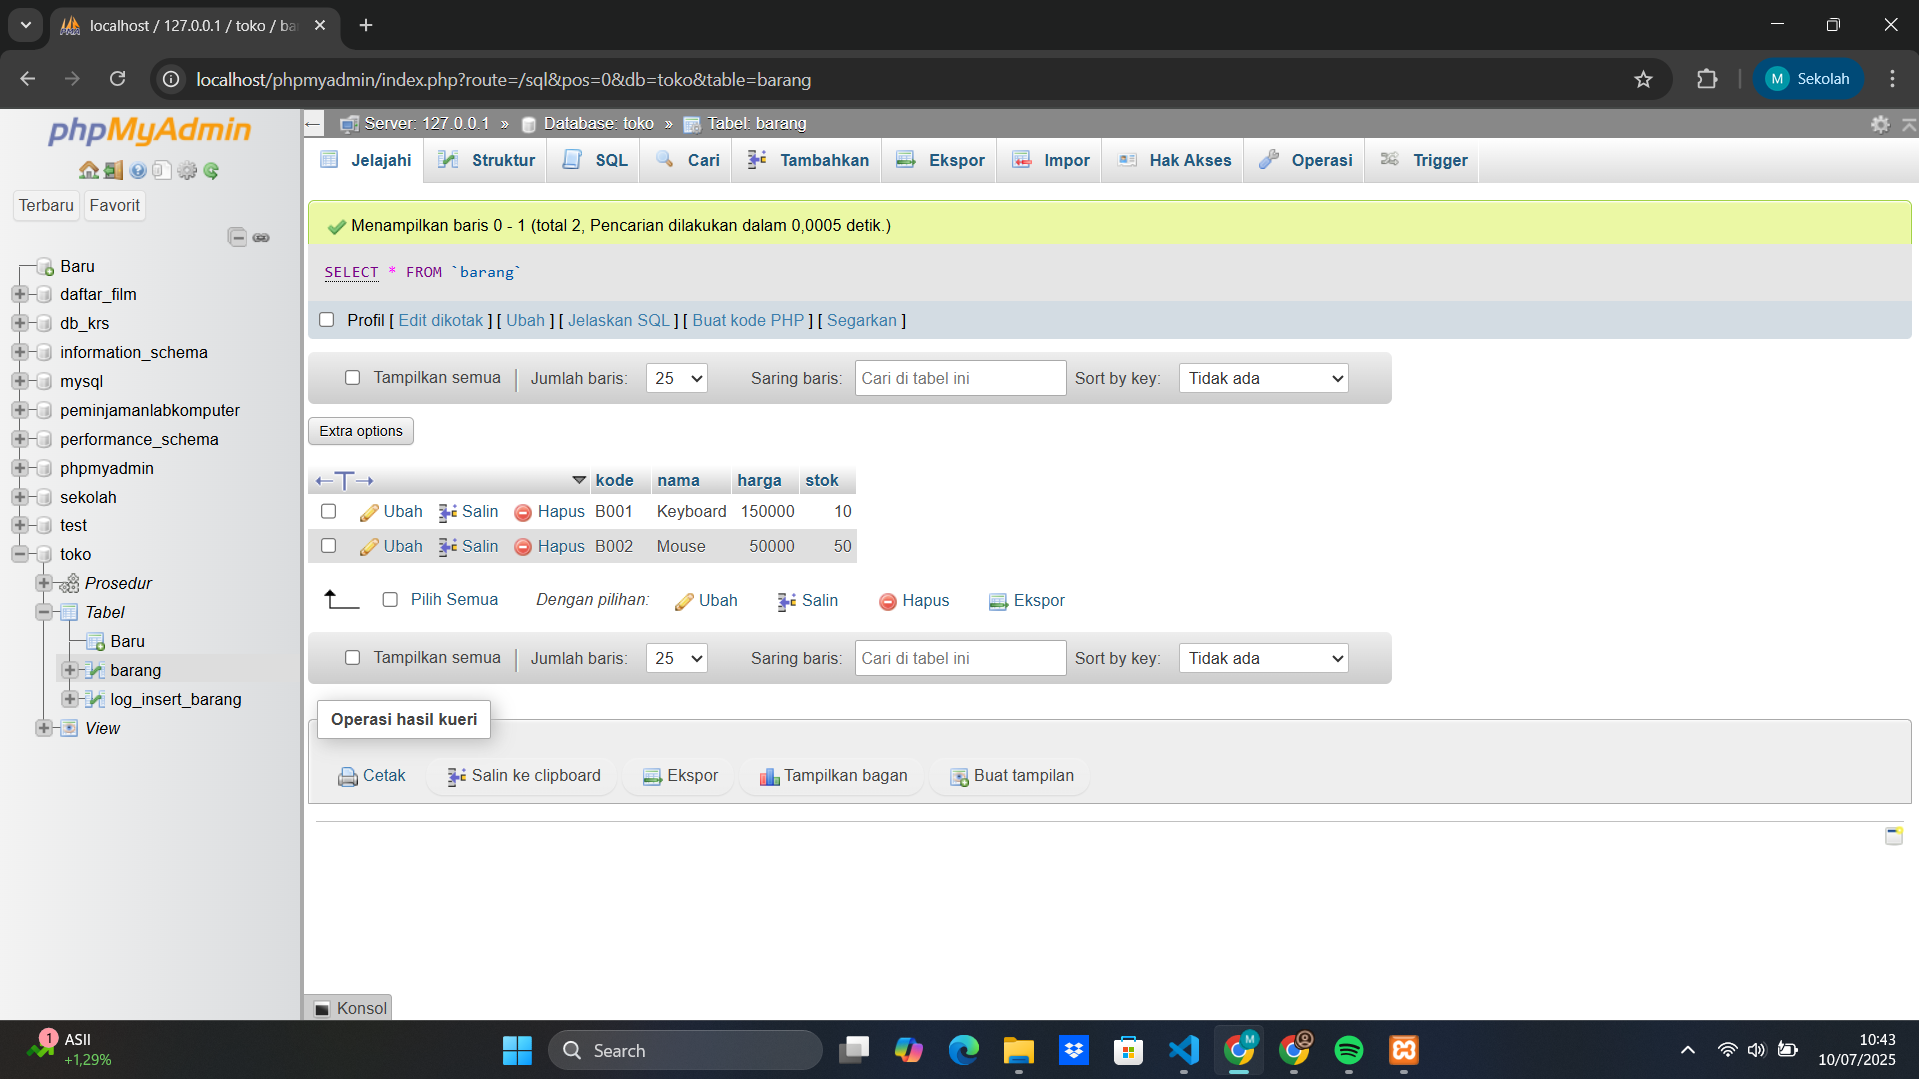 localhost / 127.0.0.1 / toko / ba
localhost/phpmyadmin/index.php?route=/sql&pos=0&db=toko&table=barang
M Sekolah
phpMyAdmin
Terbaru Favorit
Baru
daftar_film
db_krs
information_schema
mysql
peminjamanlabkomputer
performance_schema
phpmyadmin
sekolah
test
toko
Prosedur
Tabel
Baru
barang
log_insert_barang
View
Server: 127.0.0.1 » Database: toko » Tabel: barang
Jelajahi Struktur SQL Cari Tambahkan Ekspor Impor Hak Akses Operasi Trigger
Menampilkan baris 0 - 1 (total 2, Pencarian dilakukan dalam 0,0005 detik.)
SELECT * FROM `barang`
Profil [ Edit dikotak ] [ Ubah ] [ Jelaskan SQL ] [ Buat kode PHP ] [ Segarkan ]
Tampilkan semua Jumlah baris: 25 Saring baris: Cari di tabel ini Sort by key: Tidak ada
Extra options
kode nama harga stok
Ubah Salin Hapus B001 Keyboard 150000 10
Ubah Salin Hapus B002 Mouse 50000 50
Pilih Semua Dengan pilihan: Ubah Salin Hapus Ekspor
Tampilkan semua Jumlah baris: 25 Saring baris: Cari di tabel ini Sort by key: Tidak ada
Operasi hasil kueri
Cetak Salin ke clipboard Ekspor Tampilkan bagan Buat tampilan
Konsol
1 ASII
+1,29%
Search
M
10:43
10/07/2025